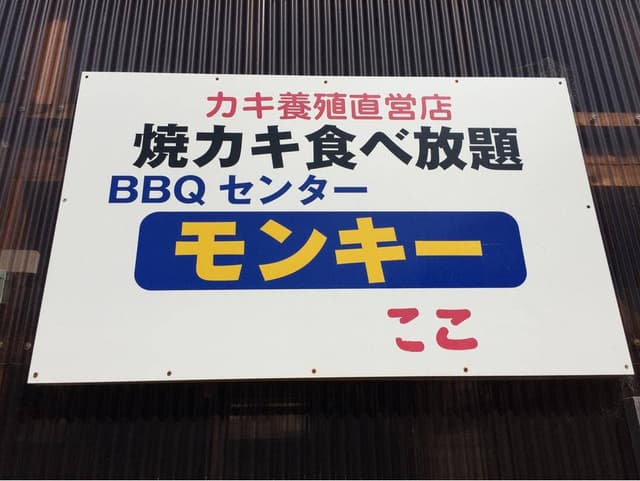 カキ養殖直営店
焼カキ食べ放題
BBQ センター
モンキー
ここ